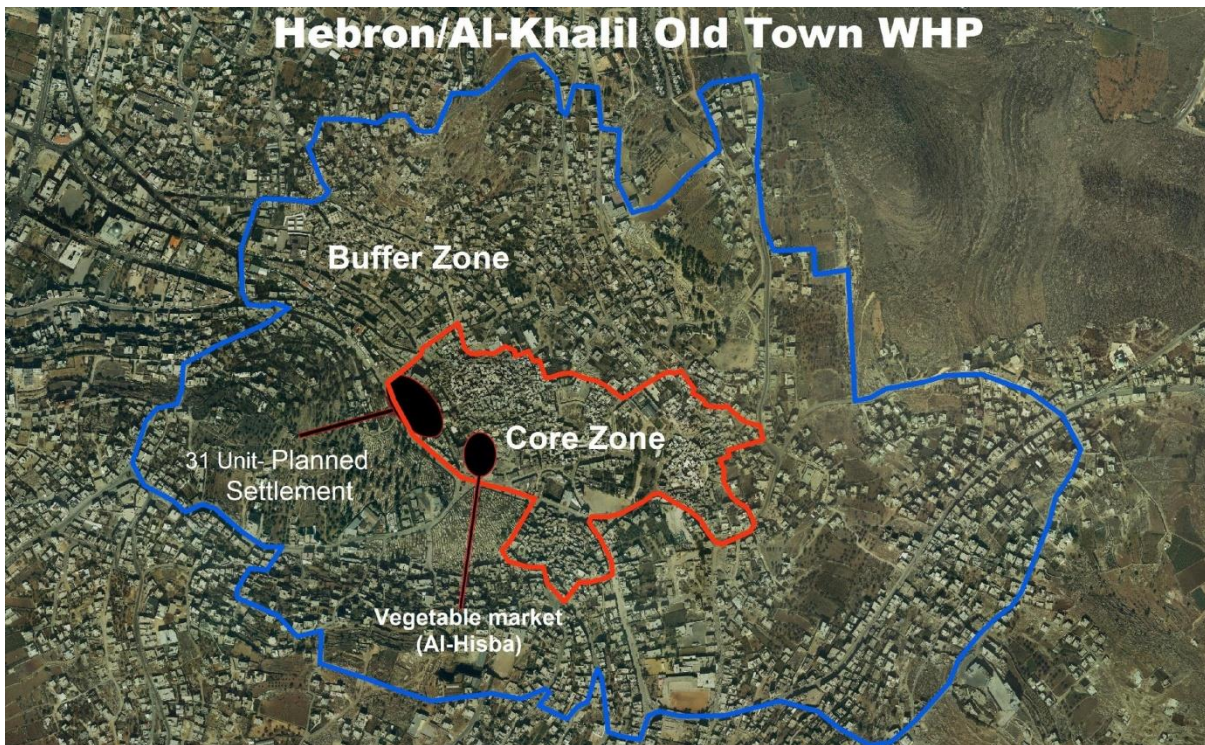 Hebron/Al-Khalil Old Town WHP
Buffer Zone
Core Zone
31 Unit- Planned
Settlement
Vegetable market
(Al-Hisba)